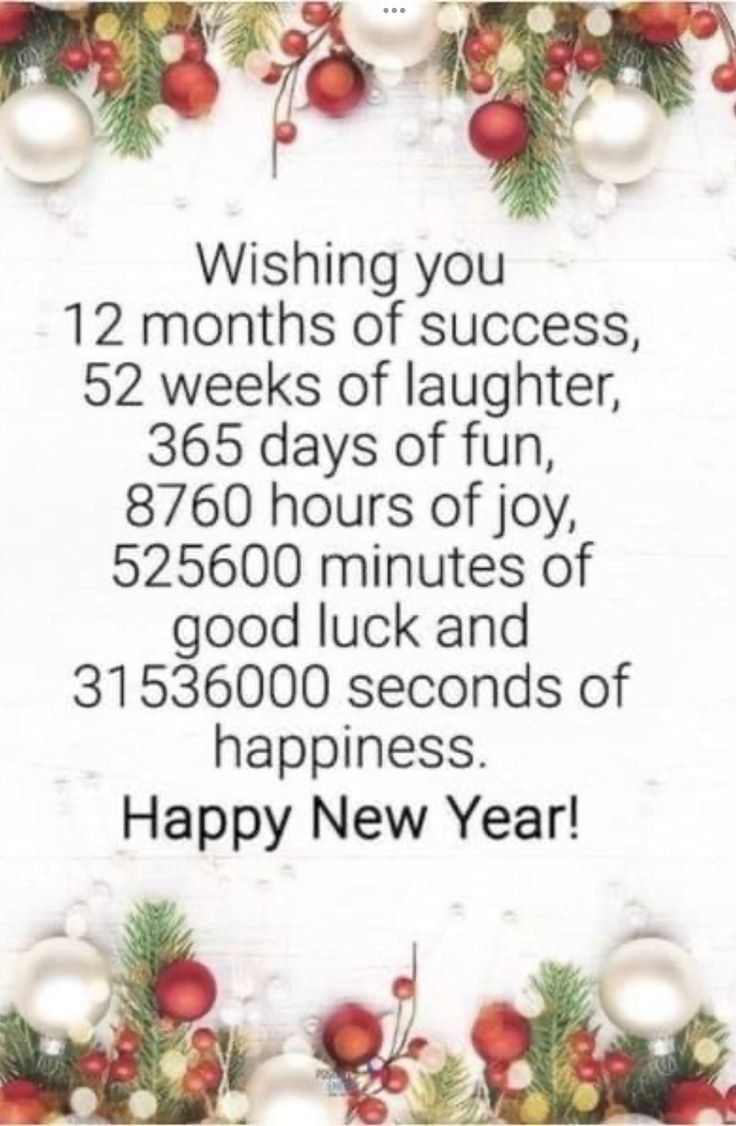 Wishing you
12 months of success,
52 weeks of laughter,
365 days of fun,
8760 hours of joy,
525600 minutes of
good luck and
31536000 seconds of
happiness.
Happy New Year!